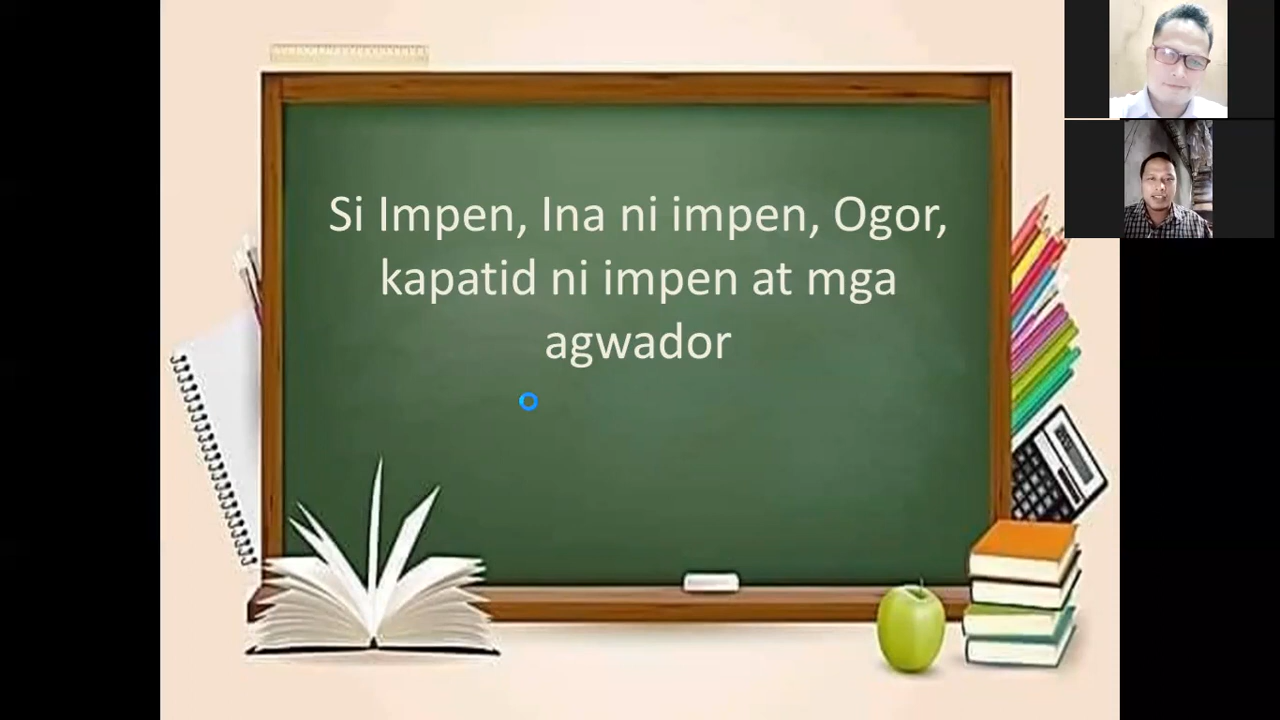 Si Impen, Ina ni impen, Ogor,
kapatid ni impen at mga
agwador